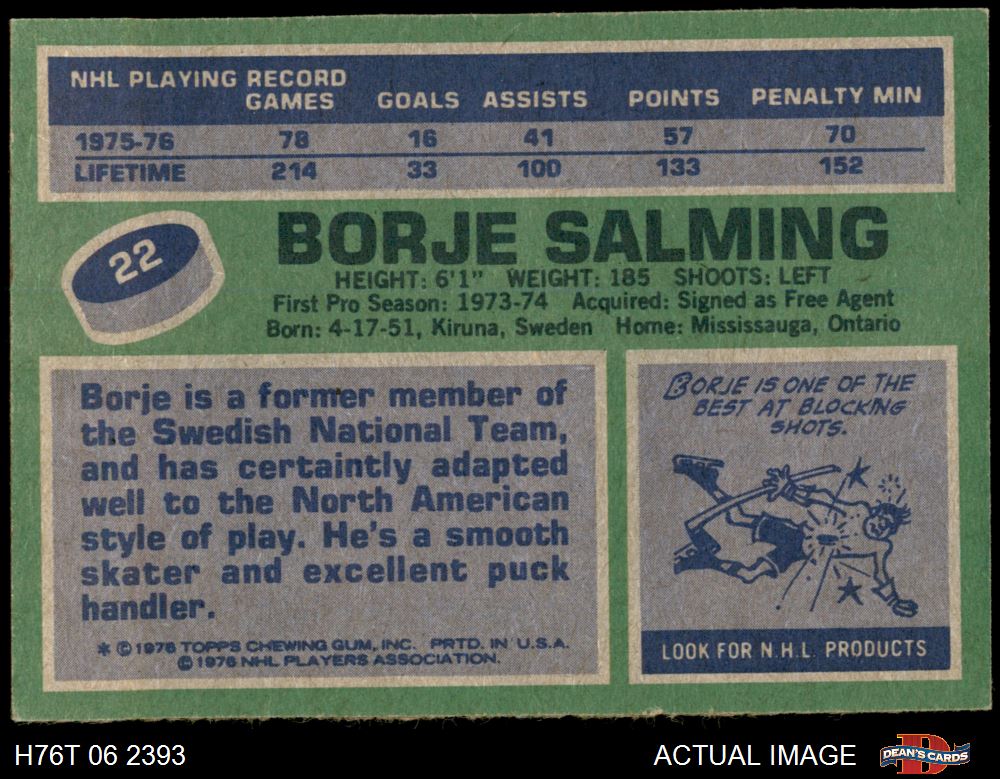 NHL PLAYING RECORD
GAMES GOALS ASSISTS POINTS PENALTY MIN
1975-76 78 16 41 57 70
LIFETIME 214 33 100 133 152
22
BORJE SALMING
HEIGHT: 6'1" WEIGHT: 185 SHOOTS: LEFT
First Pro Season: 1973-74 Acquired: Signed as Free Agent
Born: 4-17-51, Kiruna, Sweden Home: Mississauga, Ontario
Borje is a former member of
the Swedish National Team,
and has certaintly adapted
well to the North American
style of play. He's a smooth
skater and excellent puck
handler.
* © 1976 TOPPS CHEWING GUM, INC. PRTD. IN U.S.A.
© 1976 NHL PLAYERS ASSOCIATION.
BORJE IS ONE OF THE
BEST AT BLOCKING
SHOTS.
LOOK FOR N.H.L. PRODUCTS
H76T 06 2393
ACTUAL IMAGE
D
DEAN'S CARDS